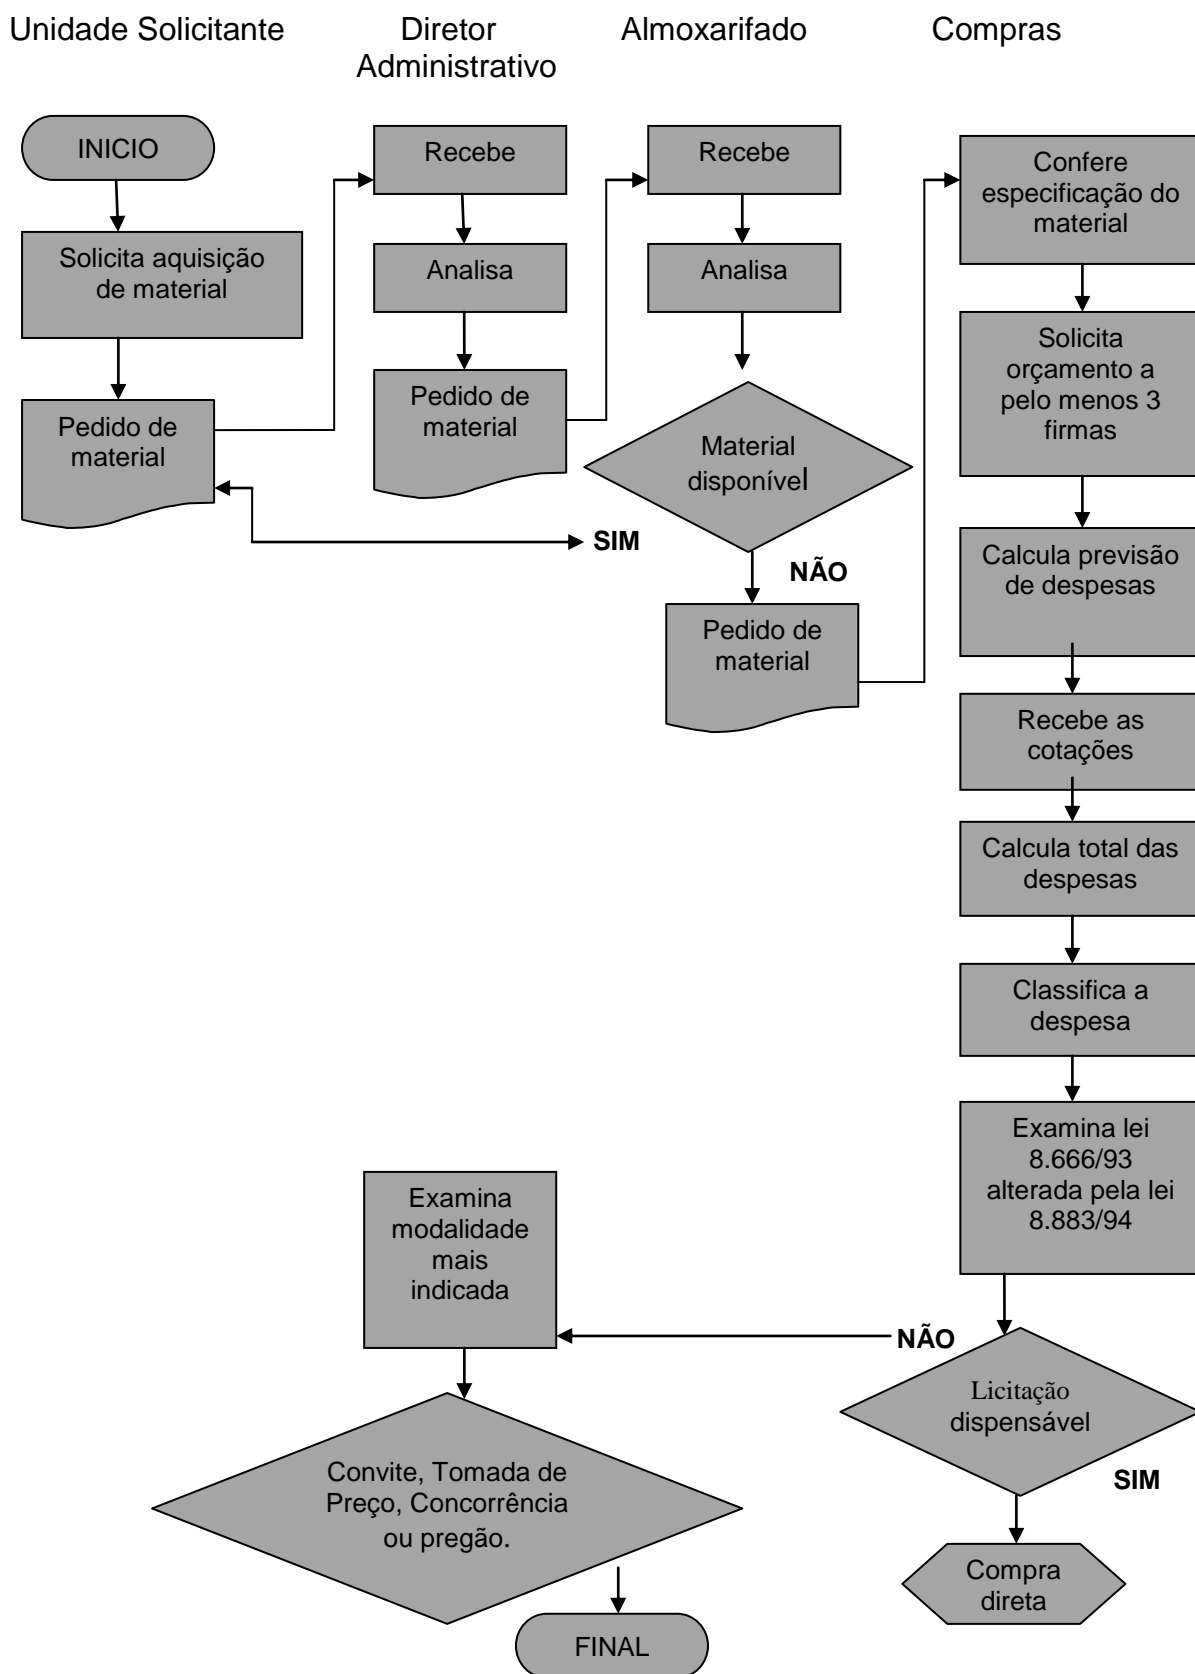 Unidade Solicitante
Diretor
Administrativo
Almoxarifado
Compras
INICIO
Solicita aquisição
de material
Pedido de
material
Recebe
Analisa
Pedido de
material
Recebe
Analisa
Material
disponível
SIM
NÃO
Pedido de
material
Confere
especificação do
material
Solicita
orçamento a
pelo menos 3
firmas
Calcula previsão
de despesas
Recebe as
cotações
Calcula total das
despesas
Classifica a
despesa
Examina lei
8.666/93
alterada pela lei
8.883/94
Licitação
dispensável
NÃO
SIM
Compra
direta
Examina
modalidade
mais
indicada
Convite, Tomada de
Preço, Concorrência
ou pregão.
FINAL